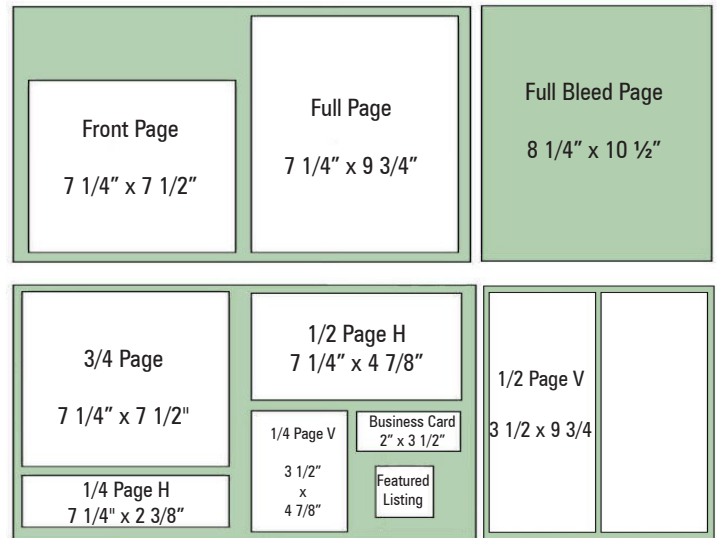 Front Page
7 1/4” x 7 1/2”
Full Page
7 1/4” x 9 3/4”
Full Bleed Page
8 1/4” x 10 ½”
3/4 Page
7 1/4” x 7 1/2"
1/4 Page H
7 1/4" x 2 3/8”
1/2 Page H
7 1/4” x 4 7/8”
1/4 Page V
3 1/2”
x
4 7/8”
Business Card
2” x 3 1/2”
Featured
Listing
1/2 Page V
3 1/2 x 9 3/4